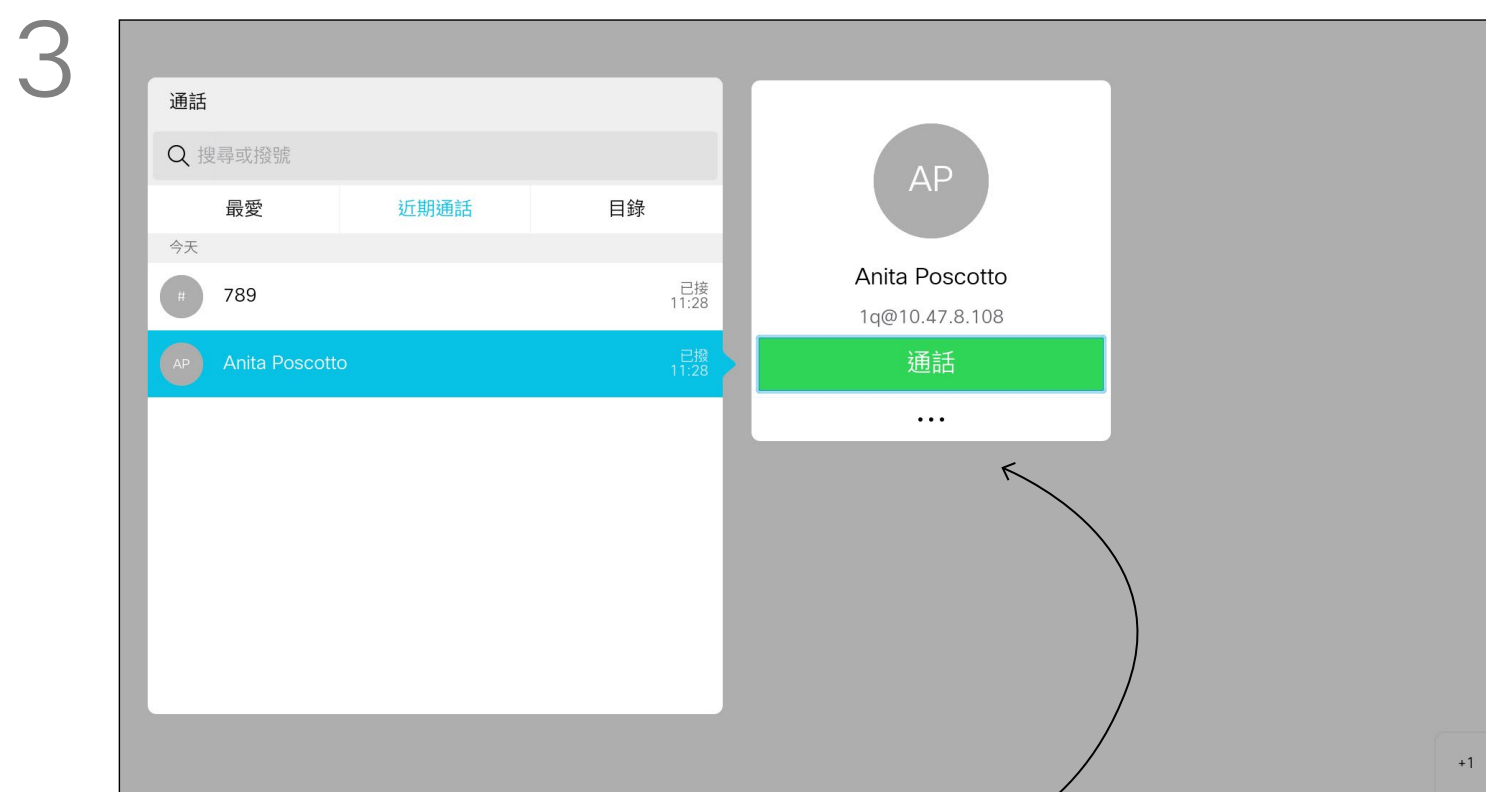 3
通話
搜尋或撥號
最愛 近期通話 目錄
今天
# 789 已接 11:28
AP Anita Poscotto 已撥 11:28
AP
Anita Poscotto
1q@10.47.8.108
通話
...
+1